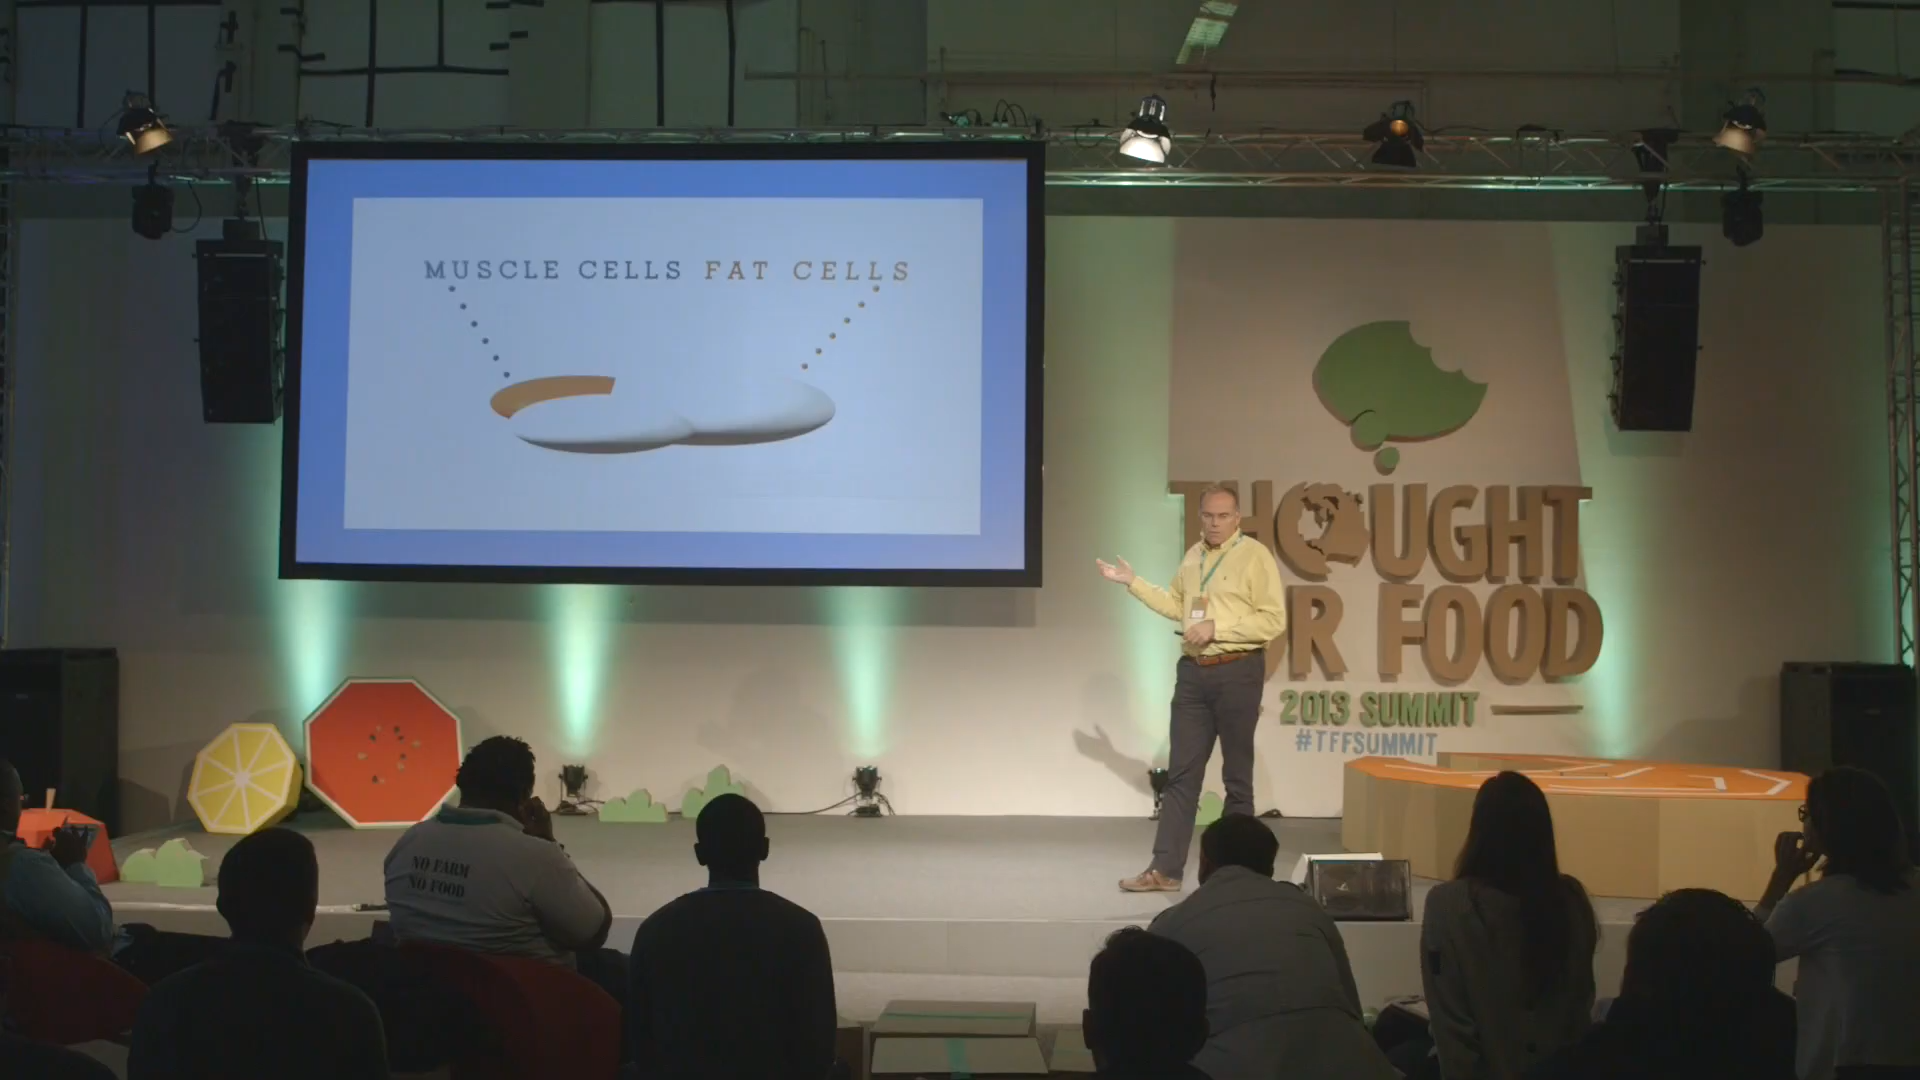 MUSCLE CELLS FAT CELLS
THOUGHT
FOR FOOD
2013 SUMMIT
#TFFSUMMIT
NO FARM
NO FOOD